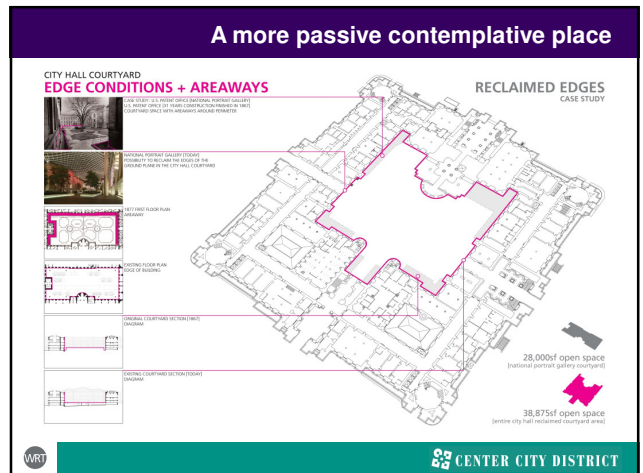 A more passive contemplative place
CITY HALL COURTYARD
EDGE CONDITIONS + AREAWAYS
RECLAIMED EDGES
CASE STUDY
CASE STUDY: U.S. PATENT OFFICE [NATIONAL PORTRAIT GALLERY]
U.S. PATENT OFFICE [31 YEARS CONSTRUCTION FINISHED IN 1867]
COURTYARD SPACE WITH AREAWAYS AROUND PERIMETER
NATIONAL PORTRAIT GALLERY [TODAY]
POSSIBILITY TO RECLAIM THE EDGES OF THE
GROUND PLANE IN THE CITY HALL COURTYARD
1877 FIRST FLOOR PLAN
AREAWAY
EXISTING FLOOR PLAN
EDGE OF BUILDING
ORIGINAL COURTYARD SECTION [1867]
DIAGRAM
EXISTING COURTYARD SECTION [TODAY]
DIAGRAM
28,000sf open space
[national portrait gallery courtyard]
38,875sf open space
[entire city hall reclaimed courtyard area]
WRT
CENTER CITY DISTRICT